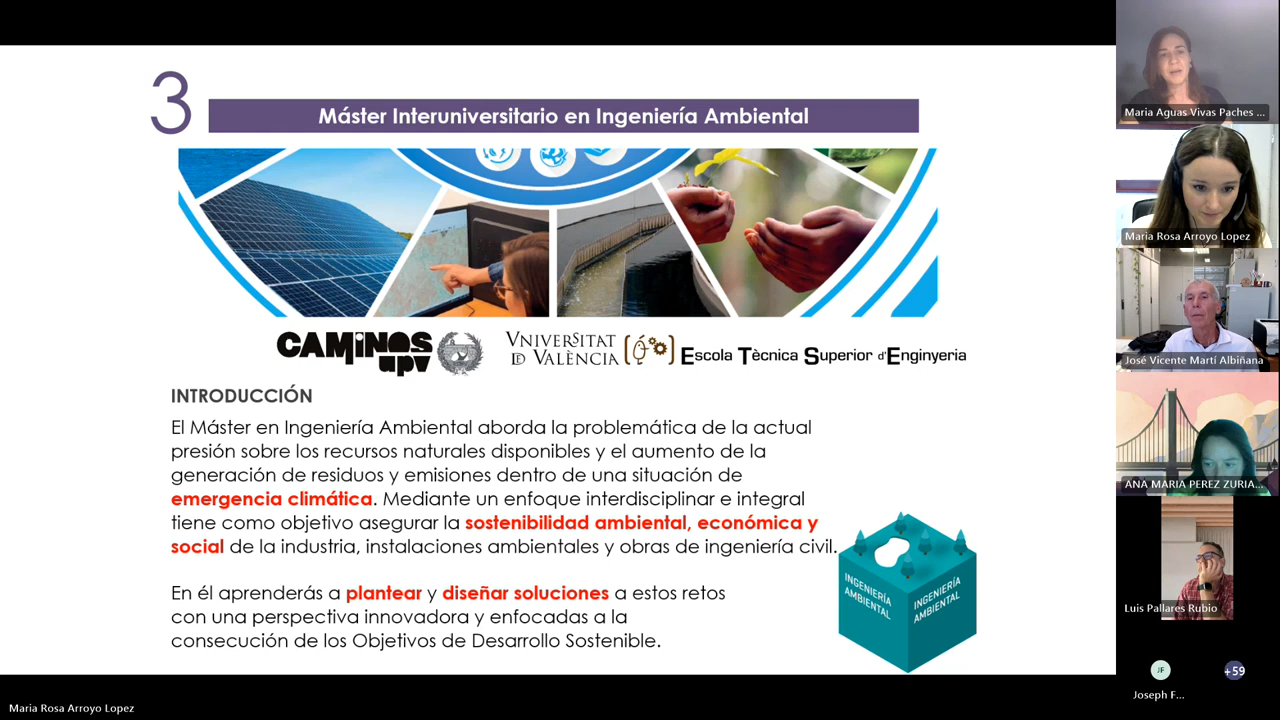 3
Máster Interuniversitario en Ingeniería Ambiental
CAMINOS
upv
VNIVERSITAT
DE VALÈNCIA
Escola Tècnica Superior d'Enginyeria
INTRODUCCIÓN
El Máster en Ingeniería Ambiental aborda la problemática de la actual
presión sobre los recursos naturales disponibles y el aumento de la
generación de residuos y emisiones dentro de una situación de
emergencia climática. Mediante un enfoque interdisciplinar e integral
tiene como objetivo asegurar la sostenibilidad ambiental, económica y
social de la industria, instalaciones ambientales y obras de ingeniería civil.
En él aprenderás a plantear y diseñar soluciones a estos retos
con una perspectiva innovadora y enfocadas a la
consecución de los Objetivos de Desarrollo Sostenible.
INGENIERÍA
AMBIENTAL
INGENIERÍA
AMBIENTAL
Maria Aguas Vivas Paches ...
Maria Rosa Arroyo Lopez
José Vicente Martí Albiñana
ANA MARIA PEREZ ZURIA...
Luis Pallares Rubio
JF
+59
Joseph F...
Maria Rosa Arroyo Lopez